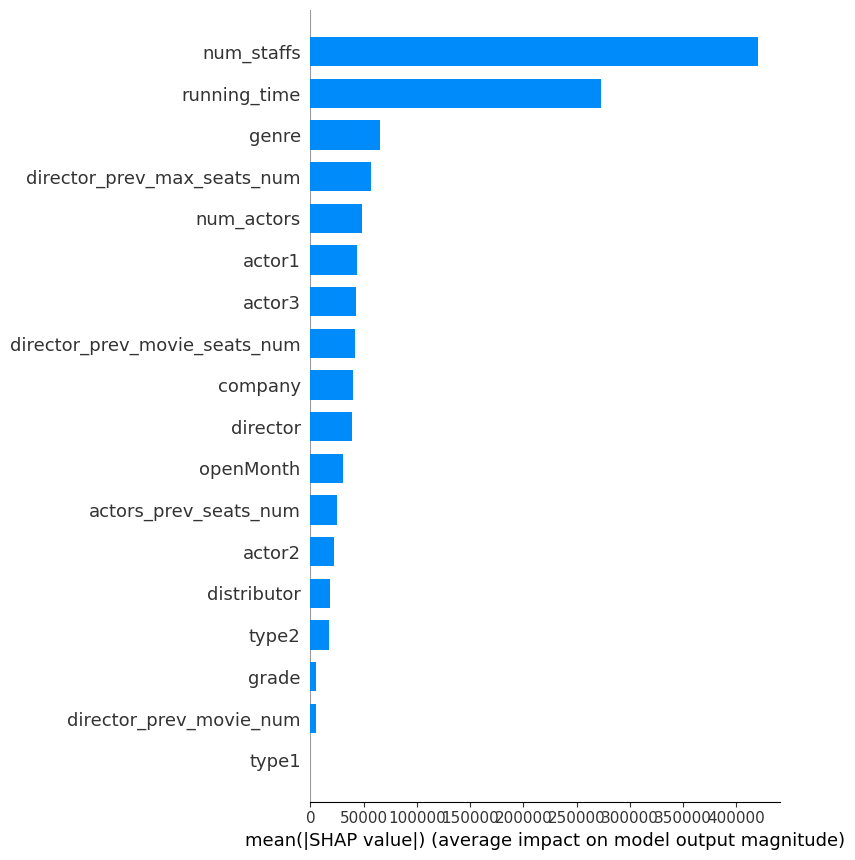 num_staffs
running_time
genre
director_prev_max_seats_num
num_actors
actor1
actor3
director_prev_movie_seats_num
company
director
openMonth
actors_prev_seats_num
actor2
distributor
type2
grade
director_prev_movie_num
type1
0 50000 100000 150000 200000 250000 300000 350000 400000
mean(|SHAP value|) (average impact on model output magnitude)